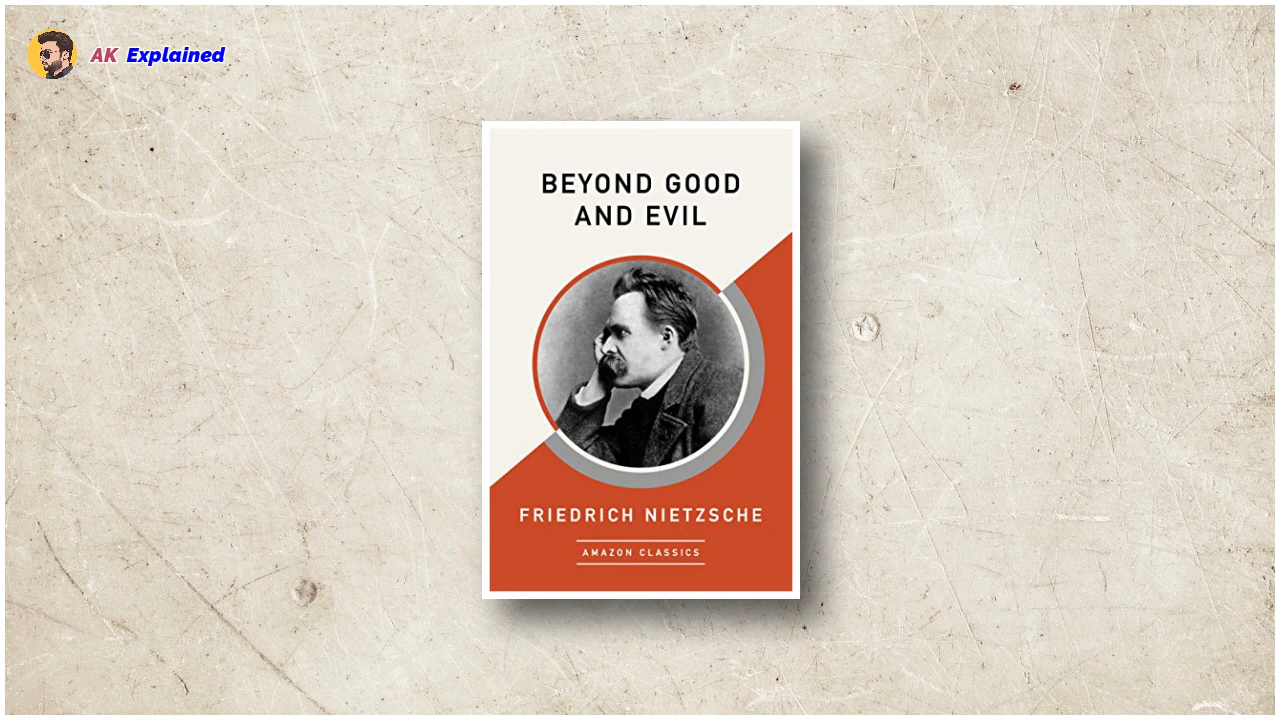 AK Explained
BEYOND GOOD
AND EVIL
FRIEDRICH NIETZSCHE
AMAZON CLASSICS